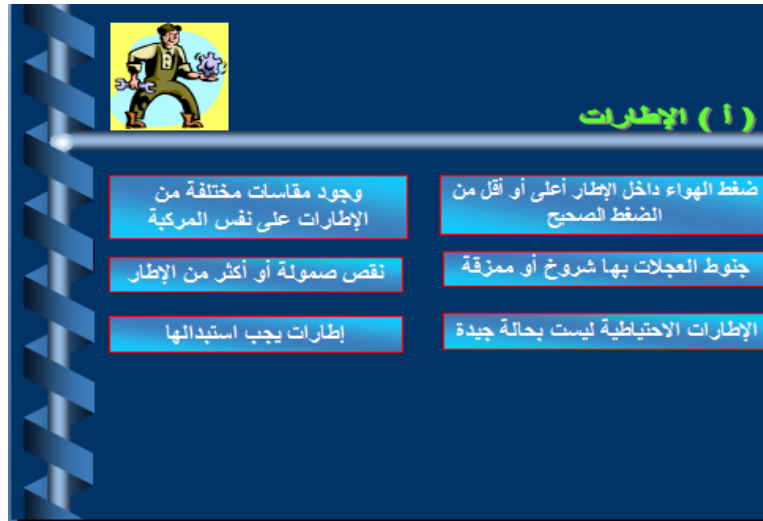 ( أ ) الإطارات
ضغط الهواء داخل الإطار أعلى أو أقل من
الضغط الصحيح
وجود مقاسات مختلفة من
الإطارات على نفس المركبة
جنوط العجلات بها شروخ أو ممزقة
نقص صمولة أو أكثر من الإطار
الإطارات الاحتياطية ليست بحالة جيدة
إطارات يجب استبدالها